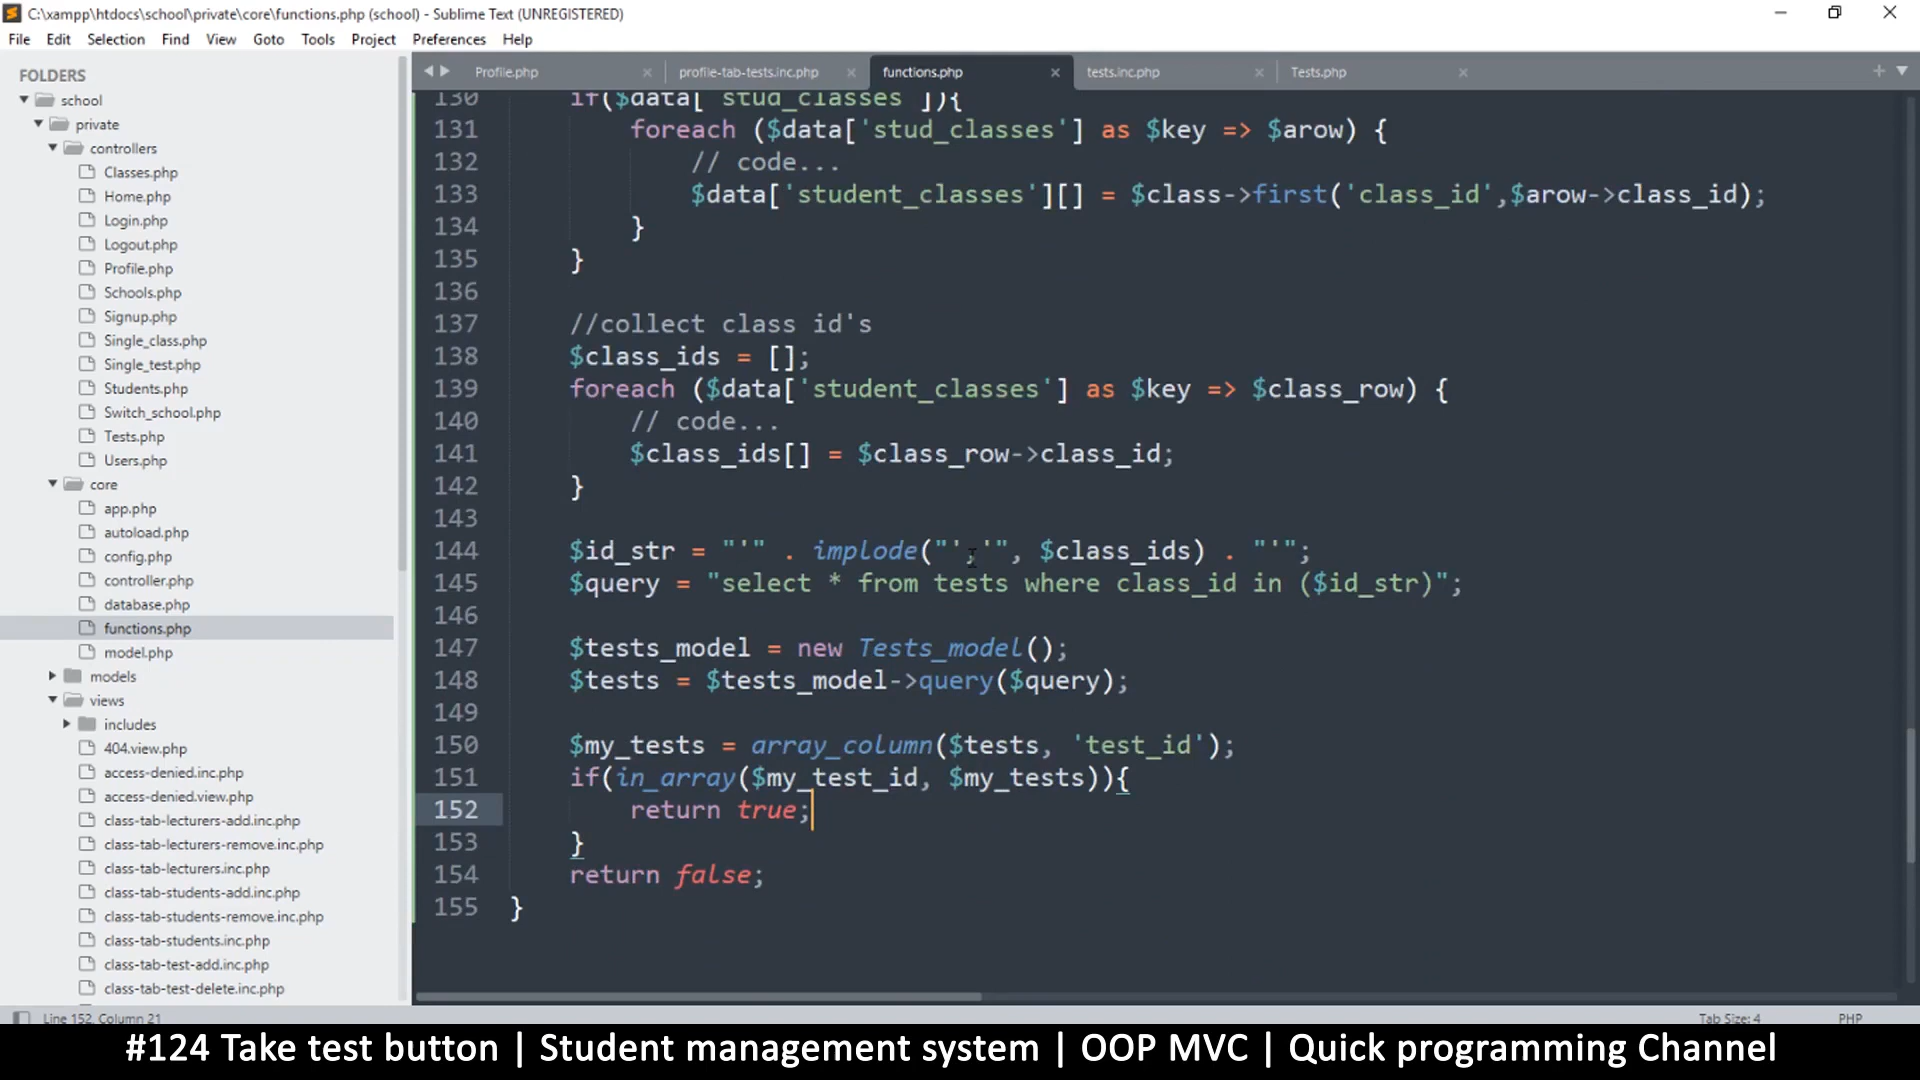 C:\xampp\htdocs\school\private\core\functions.php (school) - Sublime Text (UNREGISTERED)
File Edit Selection Find View Goto Tools Project Preferences Help
FOLDERS
school
private
controllers
Classes.php
Home.php
Login.php
Logout.php
Profile.php
Schools.php
Signup.php
Single_class.php
Single_test.php
Students.php
Switch_school.php
Tests.php
Users.php
core
app.php
autoload.php
config.php
controller.php
database.php
functions.php
model.php
models
views
includes
404.view.php
access-denied.inc.php
access-denied.view.php
class-tab-lecturers-add.inc.php
class-tab-lecturers-remove.inc.php
class-tab-lecturers.inc.php
class-tab-students-add.inc.php
class-tab-students-remove.inc.php
class-tab-students.inc.php
class-tab-test-add.inc.php
class-tab-test-delete.inc.php
Profile.php profile-tab-tests.inc.php functions.php tests.inc.php Tests.php
130 if($data['stud_classes']){
131 foreach ($data['stud_classes'] as $key => $arow) {
132 // code...
133 $data['student_classes'][] = $class->first('class_id',$arow->class_id);
134 }
135 }
136
137 //collect class id's
138 $class_ids = [];
139 foreach ($data['student_classes'] as $key => $class_row) {
140 // code...
141 $class_ids[] = $class_row->class_id;
142 }
143
144 $id_str = "'" . implode("','", $class_ids) . "'";
145 $query = "select * from tests where class_id in ($id_str)";
146
147 $tests_model = new Tests_model();
148 $tests = $tests_model->query($query);
149
150 $my_tests = array_column($tests, 'test_id');
151 if(in_array($my_test_id, $my_tests)){
152 return true;
153 }
154 return false;
155 }
Line 152, Column 21 Tab Size: 4 PHP
#124 Take test button | Student management system | OOP MVC | Quick programming Channel